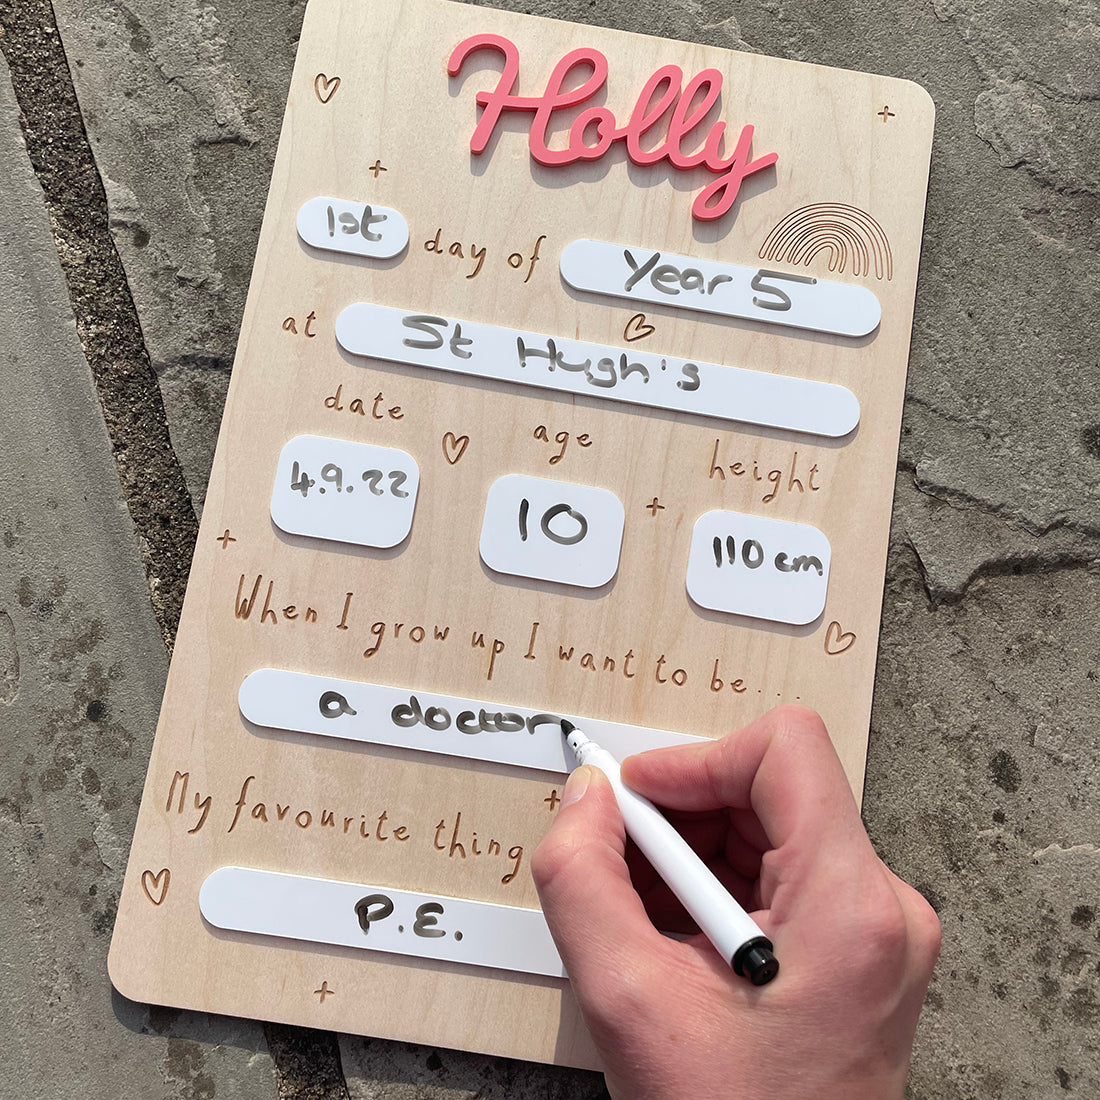 Holly
1st day of Year 5
at St Hugh's
date age height
4.9.22 10 110 cm
When I grow up I want to be....
a doctor
My favourite thing
P.E.